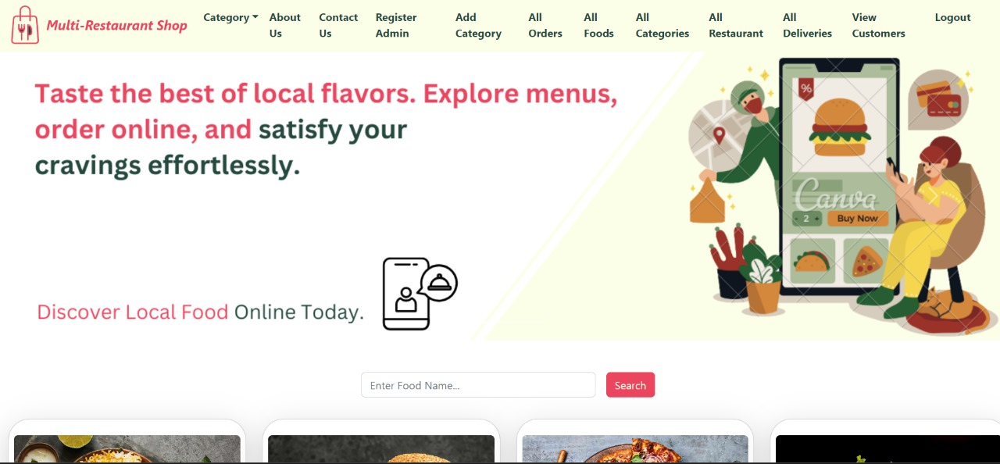 Multi-Restaurant Shop
Category
About Us
Contact Us
Register Admin
Add Category
All Orders
All Foods
All Categories
All Restaurant
All Deliveries
View Customers
Logout
Taste the best of local flavors. Explore menus,
order online, and satisfy your
cravings effortlessly.
%
Canva
- 2 +
Buy Now
Discover Local Food Online Today.
Enter Food Name...
Search